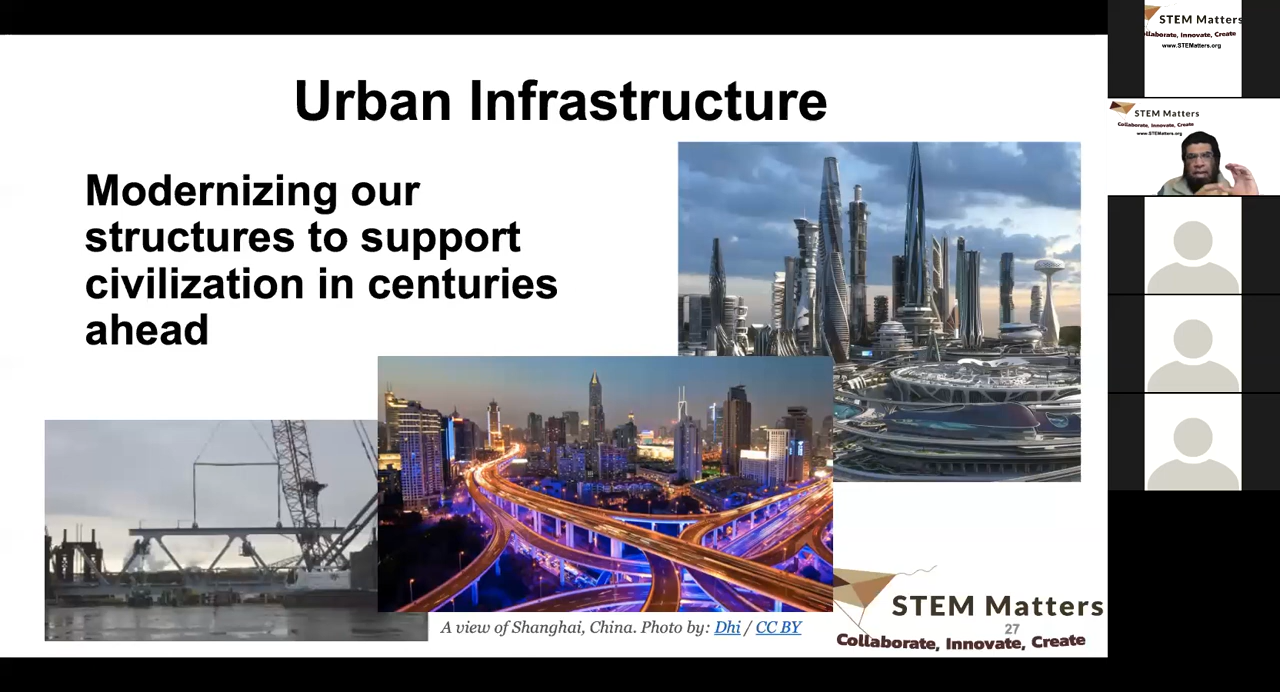 Urban Infrastructure
Modernizing our
structures to support
civilization in centuries
ahead
A view of Shanghai, China. Photo by: Dhi / CC BY
STEM Matters
27
Collaborate, Innovate, Create
STEM Matters
ollaborate, Innovate, Create
www.STEMatters.org
STEM Matters
Collaborate, Innovate, Create
www.STEMatters.org